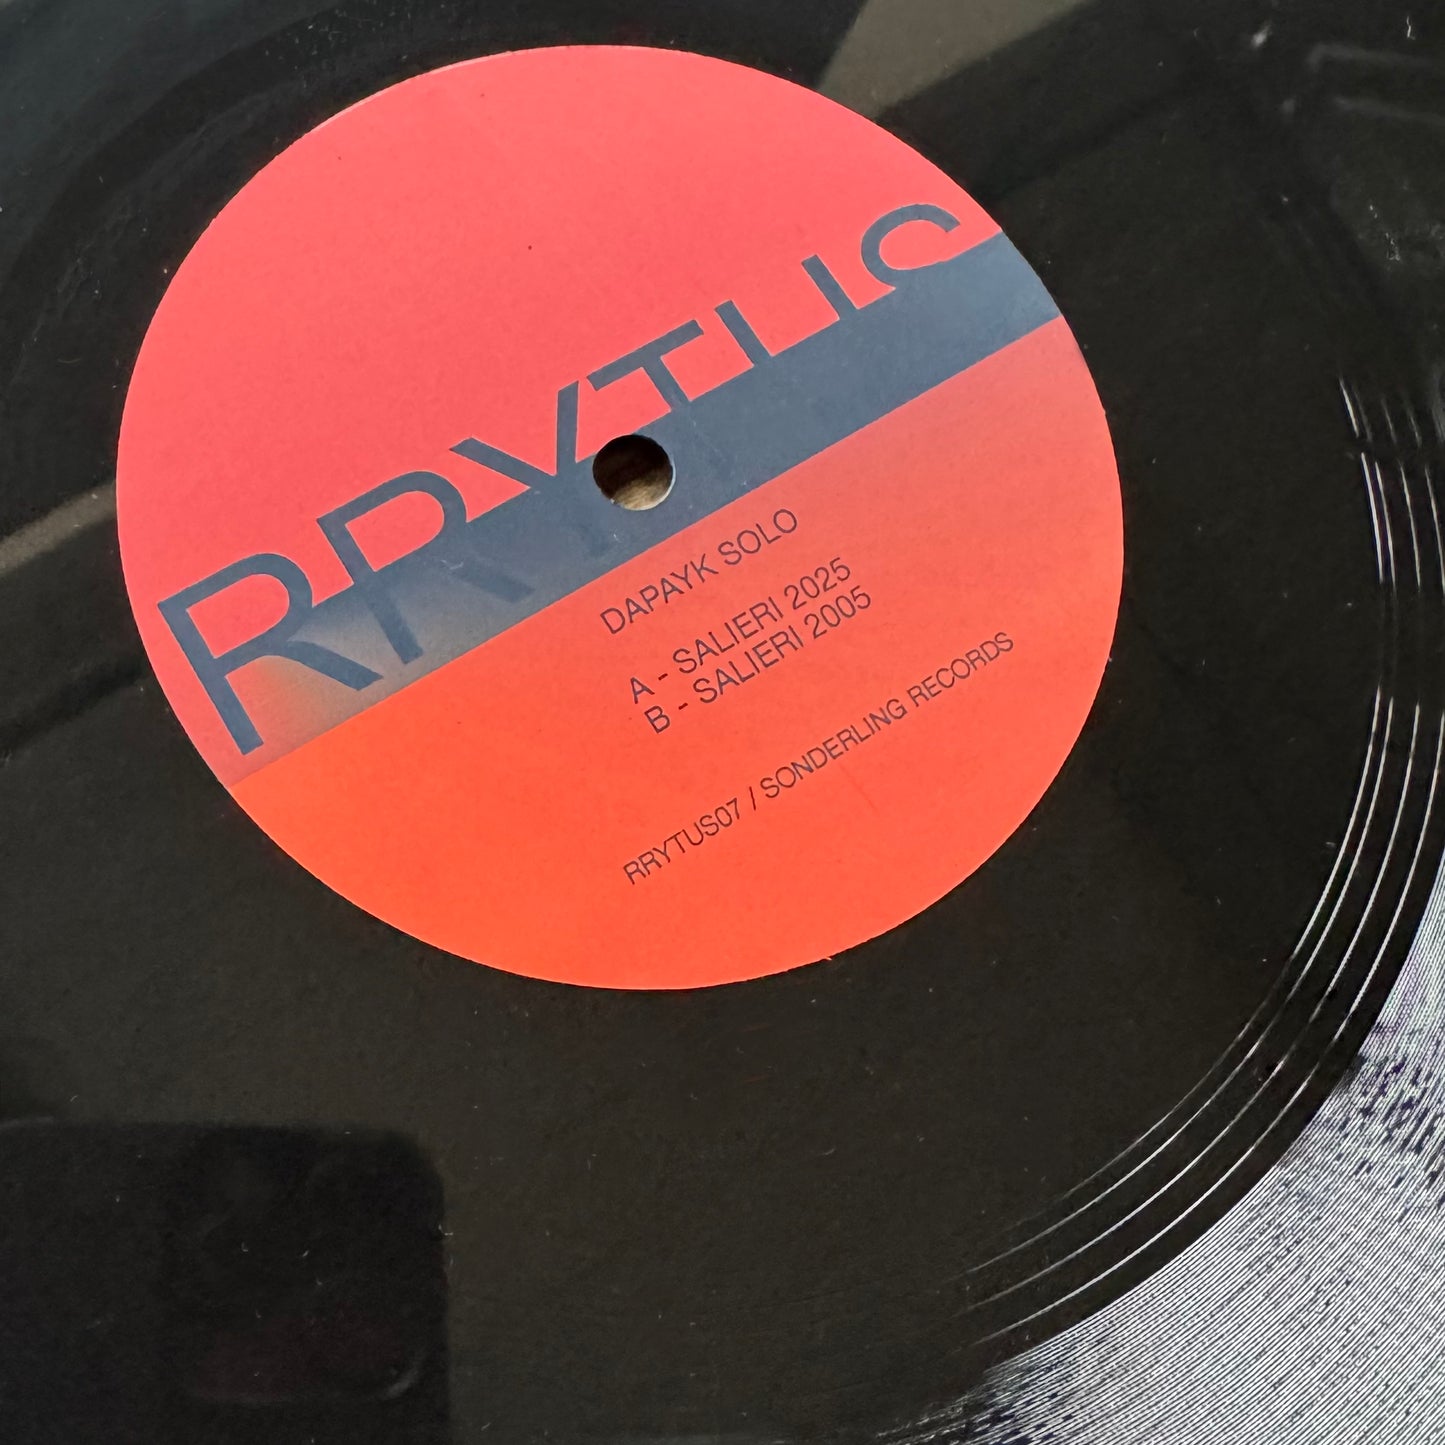 RRYTUS
DAPAYK SOLO
A - SALIERI 2025
B - SALIERI 2005
RRYTUS07 / SONDERLING RECORDS